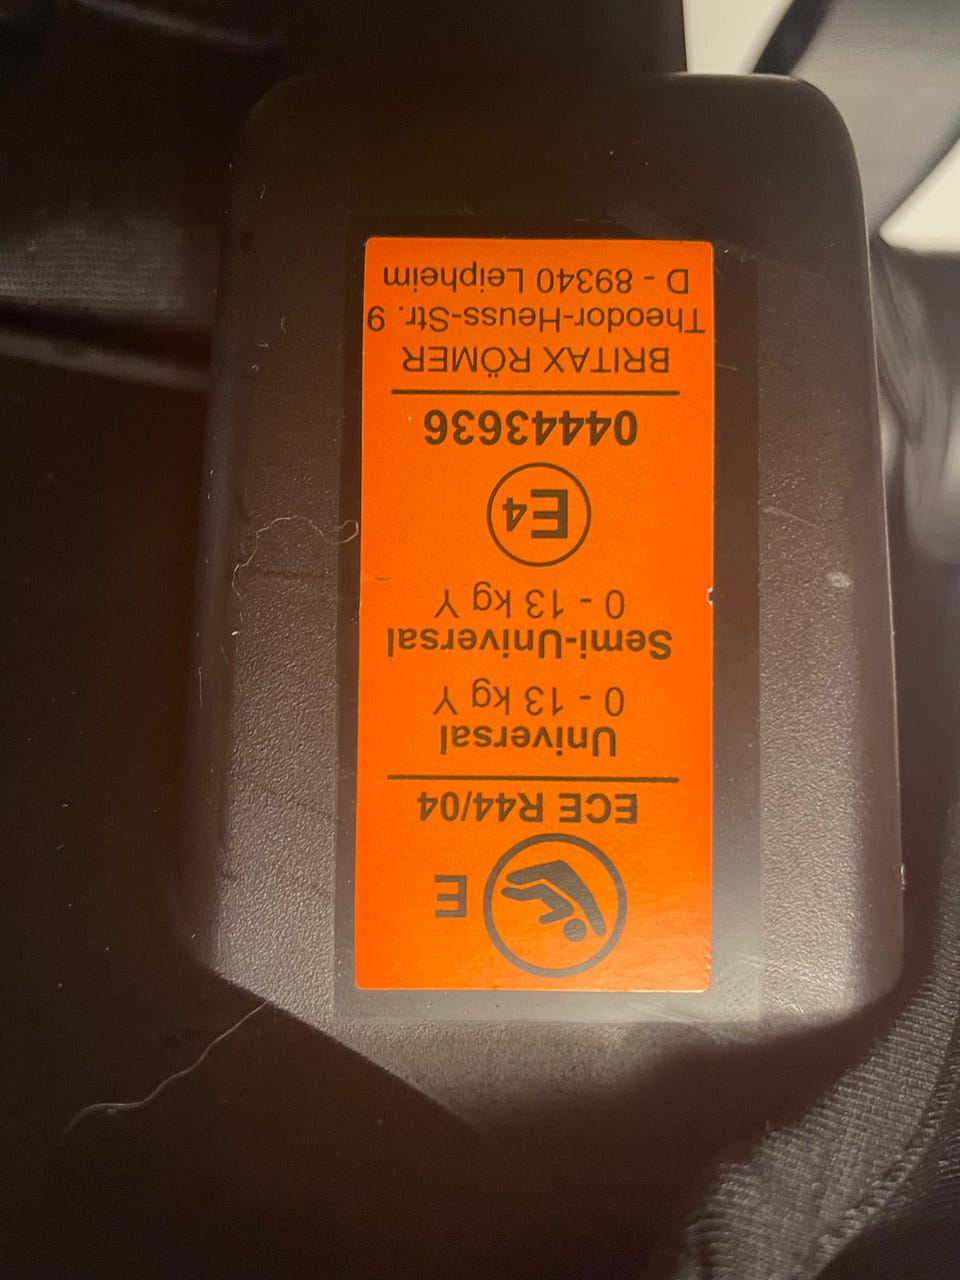 E
ECE R44/04
Universal
0 - 13 kg Y
Semi-Universal
0 - 13 kg Y
E4
04443636
BRITAX RÖMER
Theodor-Heuss-Str. 9
D - 89340 Leipheim